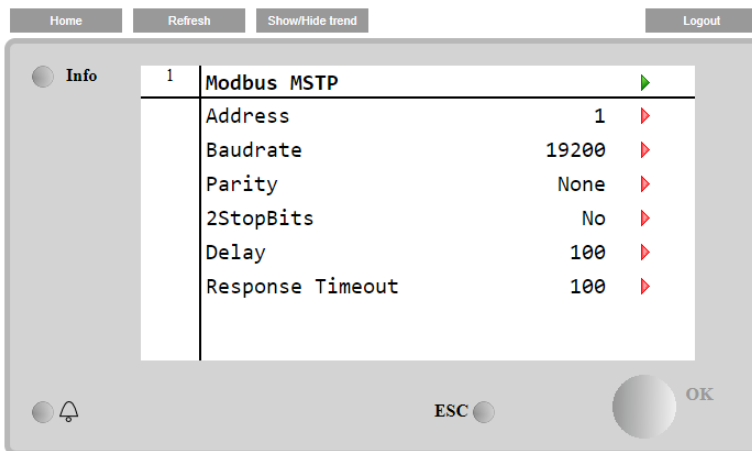 Home Refresh Show/Hide trend Logout
Info
1 Modbus MSTP
Address 1
Baudrate 19200
Parity None
2StopBits No
Delay 100
Response Timeout 100
ESC OK